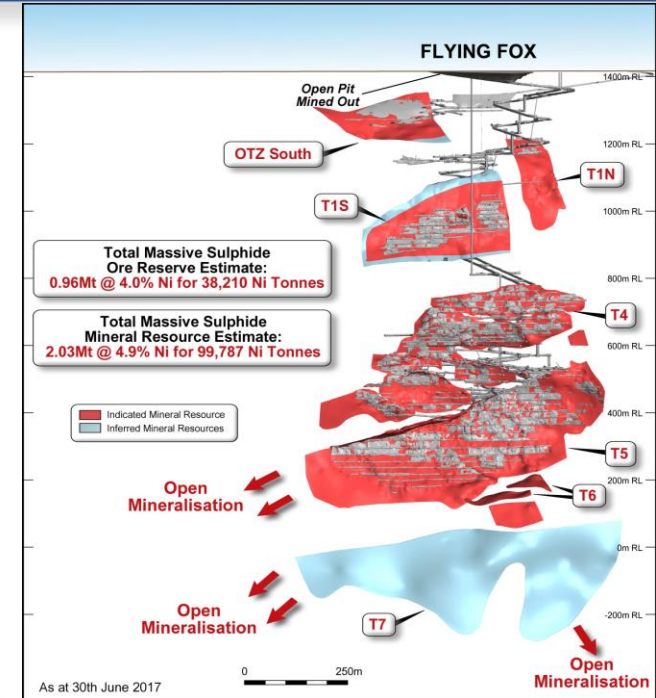 FLYING FOX
1400m RL
Open Pit
Mined Out
1200m RL
OTZ South
T1N
T1S
1000m RL
Total Massive Sulphide
Ore Reserve Estimate:
0.96Mt @ 4.0% Ni for 38,210 Ni Tonnes
800m RL
T4
Total Massive Sulphide
Mineral Resource Estimate:
2.03Mt @ 4.9% Ni for 99,787 Ni Tonnes
600m RL
Indicated Mineral Resource
Inferred Mineral Resources
400m RL
T5
200m RL
Open
Mineralisation
T6
0m RL
Open
Mineralisation
T7
-200m RL
Open
Mineralisation
As at 30th June 2017
0 250m